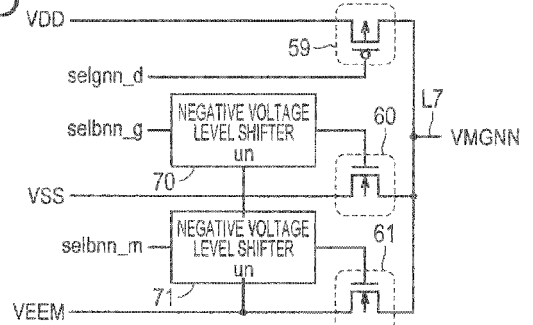 VDD
59
selgnn_d
L7
NEGATIVE VOLTAGE
LEVEL SHIFTER
un
selbnn_g
60
VMGNN
70
VSS
NEGATIVE VOLTAGE
LEVEL SHIFTER
un
selbnn_m
61
71
VEEM